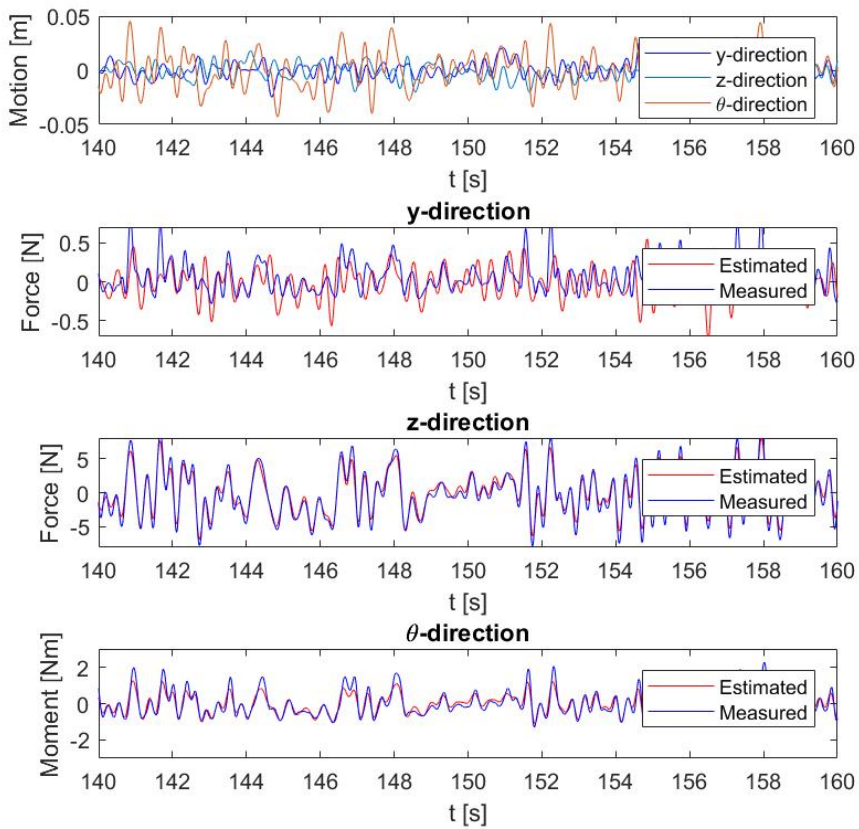 0.05
0
-0.05
Motion [m]
y-direction
z-direction
θ-direction
140 142 144 146 148 150 152 154 156 158 160
t [s]
y-direction
0.5
0
-0.5
Force [N]
Estimated
Measured
140 142 144 146 148 150 152 154 156 158 160
t [s]
z-direction
5
0
-5
Force [N]
Estimated
Measured
140 142 144 146 148 150 152 154 156 158 160
t [s]
θ-direction
2
0
-2
Moment [Nm]
Estimated
Measured
140 142 144 146 148 150 152 154 156 158 160
t [s]